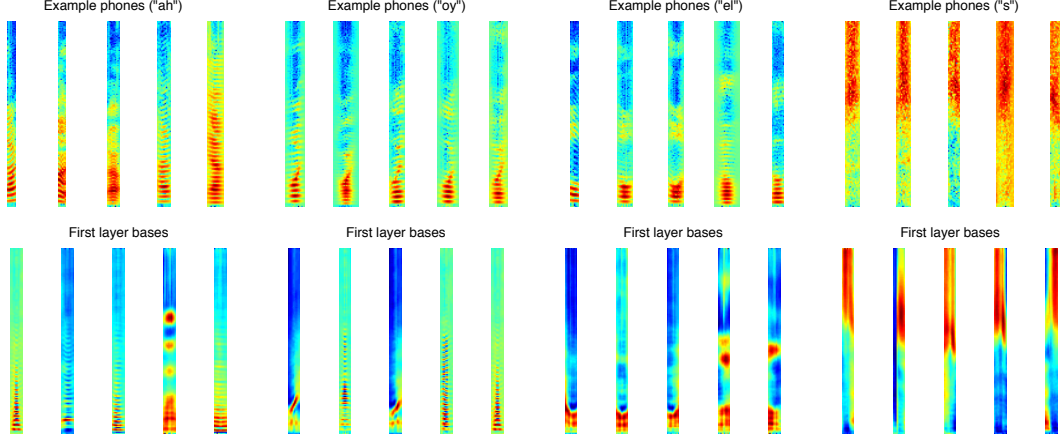 Example phones ("ah")
Example phones ("oy")
Example phones ("el")
Example phones ("s")
First layer bases
First layer bases
First layer bases
First layer bases